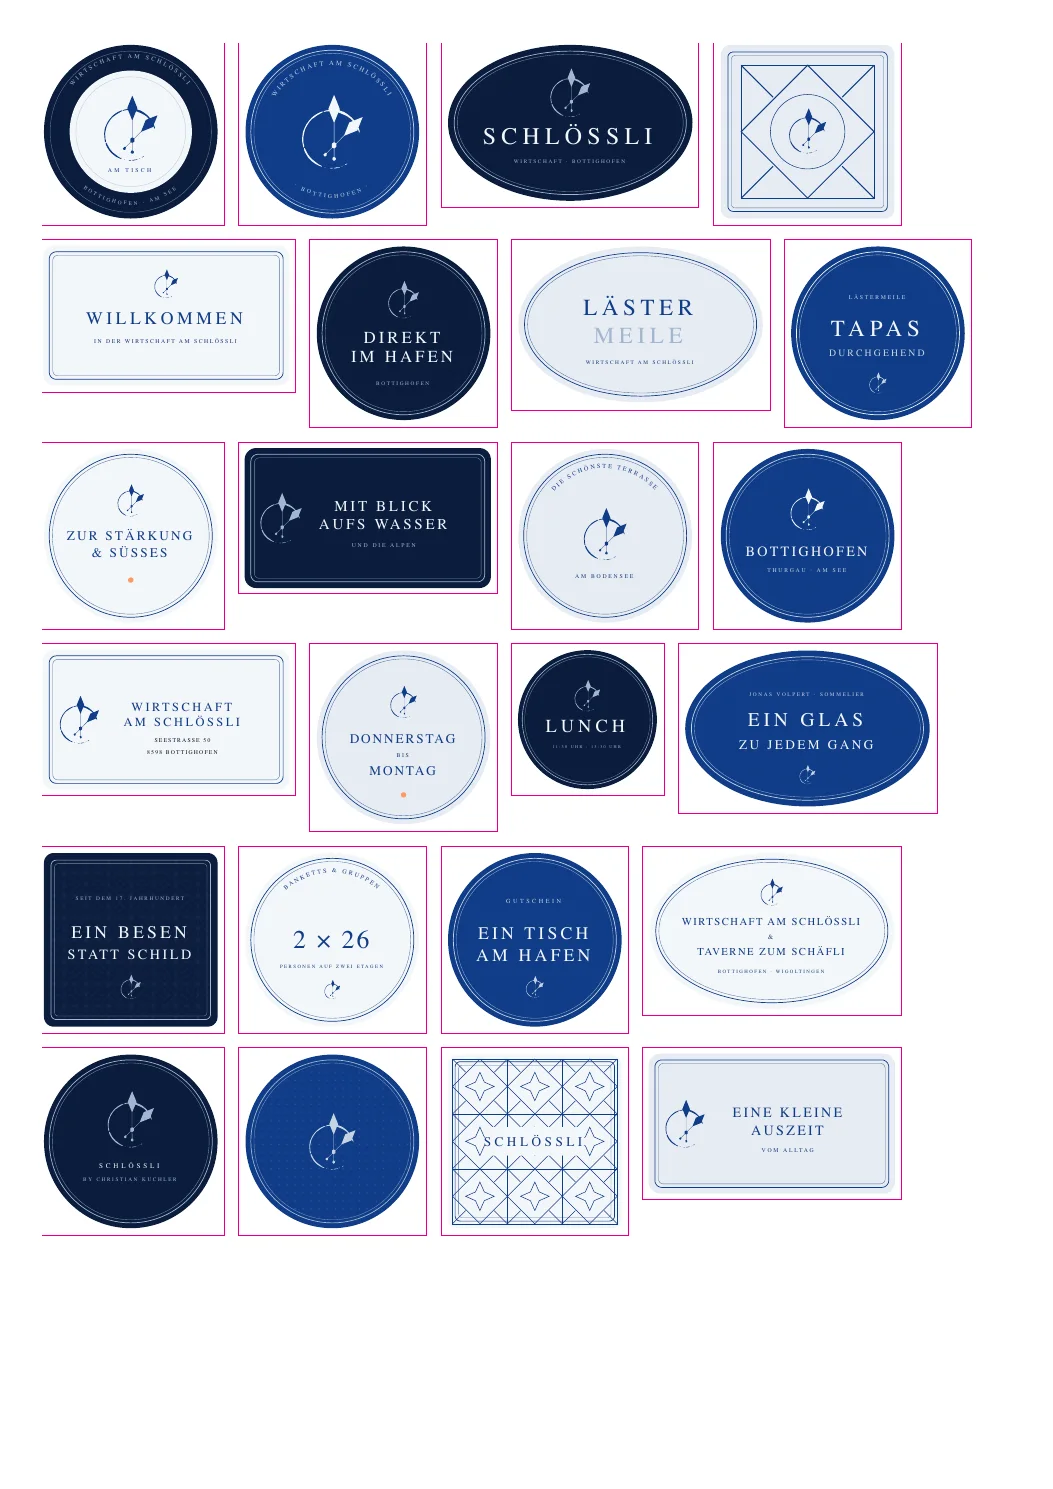 WIRTSCHAFT AM SCHLÖSSLI
AM TISCH
BOTTIGHOFEN · AM SEE
WIRTSCHAFT AM SCHLÖSSLI
· BOTTIGHOFEN ·
SCHLÖSSLI
WIRTSCHAFT · BOTTIGHOFEN
WILLKOMMEN
IN DER WIRTSCHAFT AM SCHLÖSSLI
DIREKT
IM HAFEN
BOTTIGHOFEN
LÄSTER
MEILE
WIRTSCHAFT AM SCHLÖSSLI
LÄSTERMEILE
TAPAS
DURCHGEHEND
ZUR STÄRKUNG
& SÜSSES
MIT BLICK
AUFS WASSER
UND DIE ALPEN
DIE SCHÖNSTE TERRASSE
AM BODENSEE
BOTTIGHOFEN
THURGAU · AM SEE
WIRTSCHAFT
AM SCHLÖSSLI
SEESTRASSE 50
8598 BOTTIGHOFEN
DONNERSTAG
BIS
MONTAG
LUNCH
JONAS VOLPERT · SOMMELIER
EIN GLAS
ZU JEDEM GANG
SEIT DEM 17. JAHRHUNDERT
EIN BESEN
STATT SCHILD
BANKETTS & GRUPPEN
2 × 26
PERSONEN AUF ZWEI ETAGEN
GUTSCHEIN
EIN TISCH
AM HAFEN
WIRTSCHAFT AM SCHLÖSSLI
&
TAVERNE ZUM SCHÄFLI
BOTTIGHOFEN · WIGOLTINGEN
SCHLÖSSLI
BY CHRISTIAN KUCHLER
SCHLÖSSLI
EINE KLEINE
AUSZEIT
VOM ALLTAG